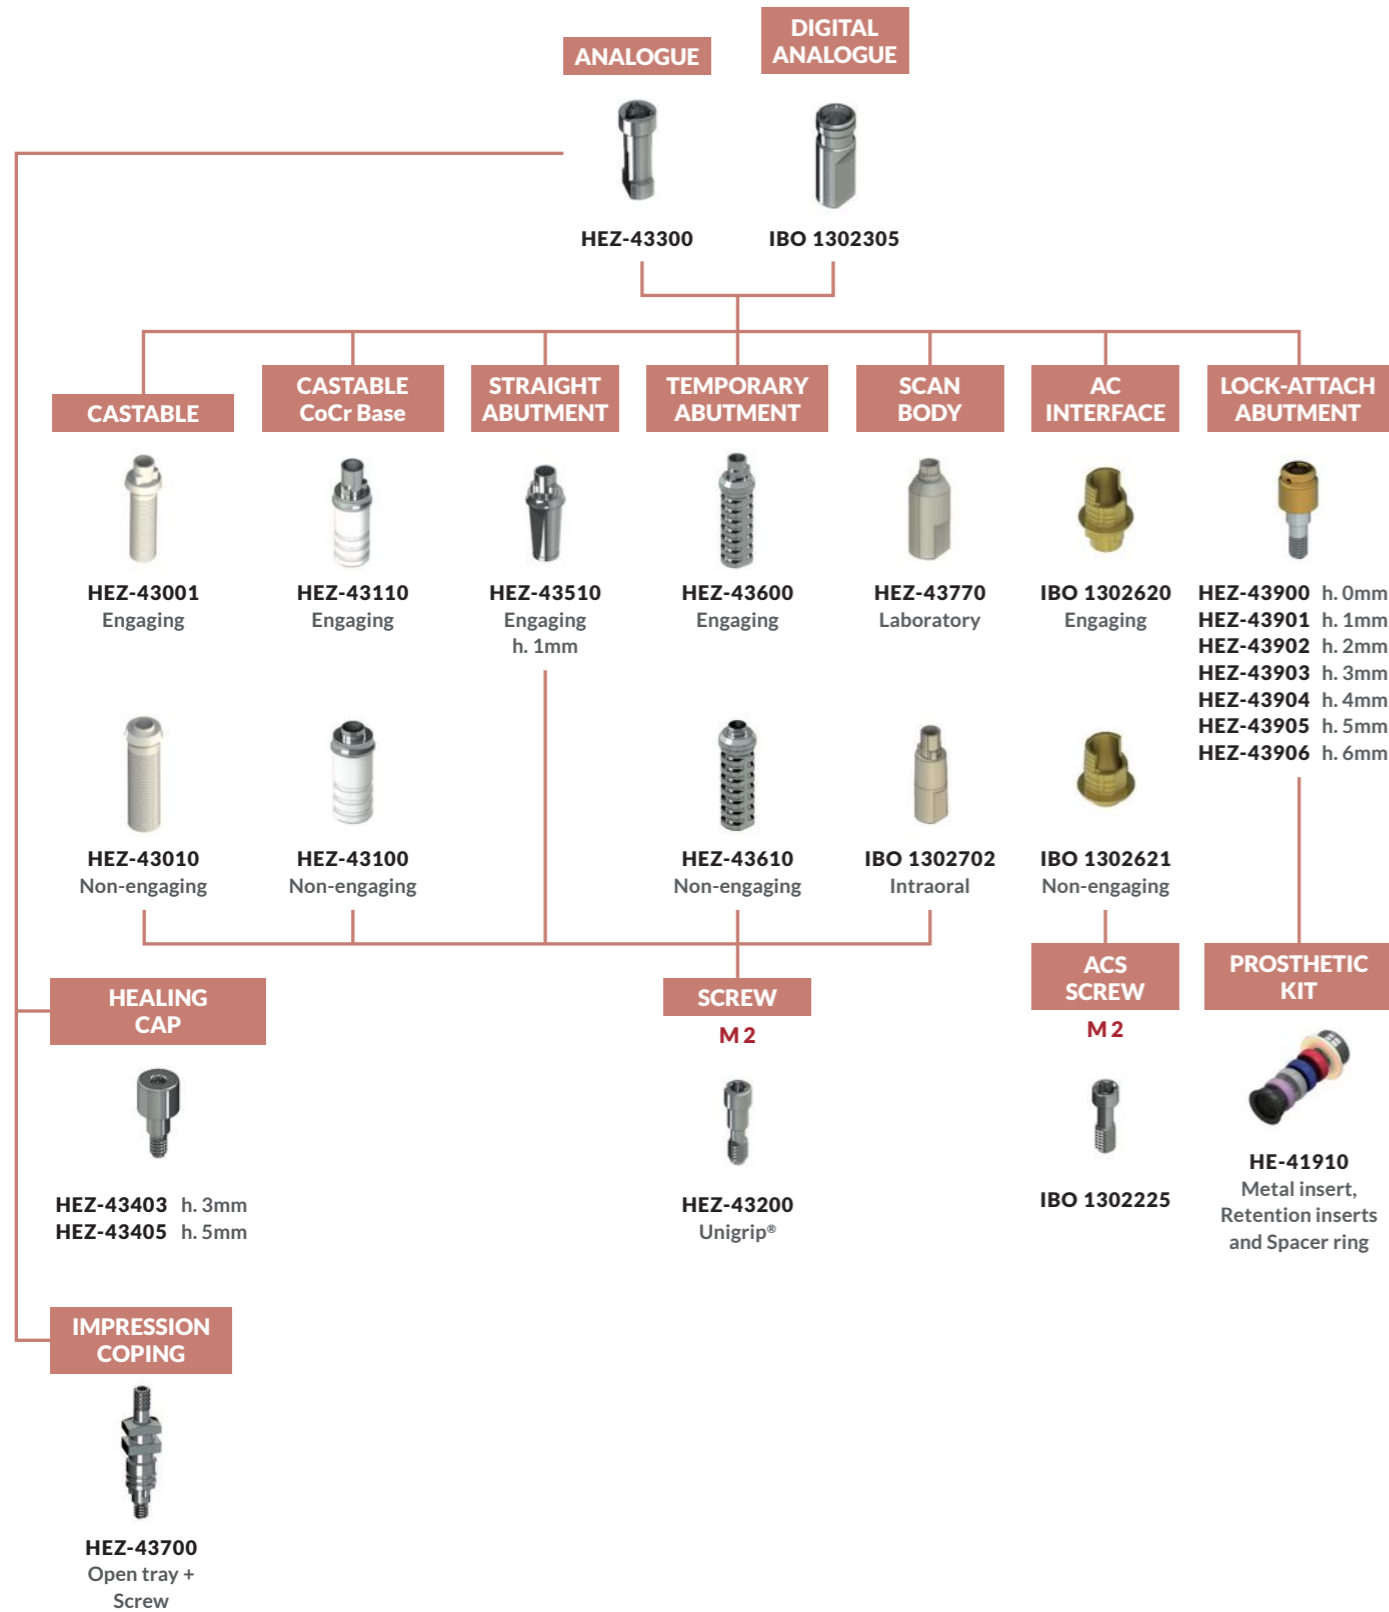 ANALOGUE
DIGITAL
ANALOGUE
HEZ-43300
IBO 1302305
CASTABLE
CASTABLE
CoCr Base
STRAIGHT
ABUTMENT
TEMPORARY
ABUTMENT
SCAN
BODY
AC
INTERFACE
LOCK-ATTACH
ABUTMENT
HEZ-43001
Engaging
HEZ-43110
Engaging
HEZ-43510
Engaging
h. 1mm
HEZ-43600
Engaging
HEZ-43770
Laboratory
IBO 1302620
Engaging
HEZ-43900 h. 0mm
HEZ-43901 h. 1mm
HEZ-43902 h. 2mm
HEZ-43903 h. 3mm
HEZ-43904 h. 4mm
HEZ-43905 h. 5mm
HEZ-43906 h. 6mm
HEZ-43010
Non-engaging
HEZ-43100
Non-engaging
HEZ-43610
Non-engaging
IBO 1302702
Intraoral
IBO 1302621
Non-engaging
HEALING
CAP
SCREW
M 2
ACS
SCREW
M 2
PROSTHETIC
KIT
HEZ-43403 h. 3mm
HEZ-43405 h. 5mm
HEZ-43200
Unigrip®
IBO 1302225
HE-41910
Metal insert,
Retention inserts
and Spacer ring
IMPRESSION
COPING
HEZ-43700
Open tray +
Screw